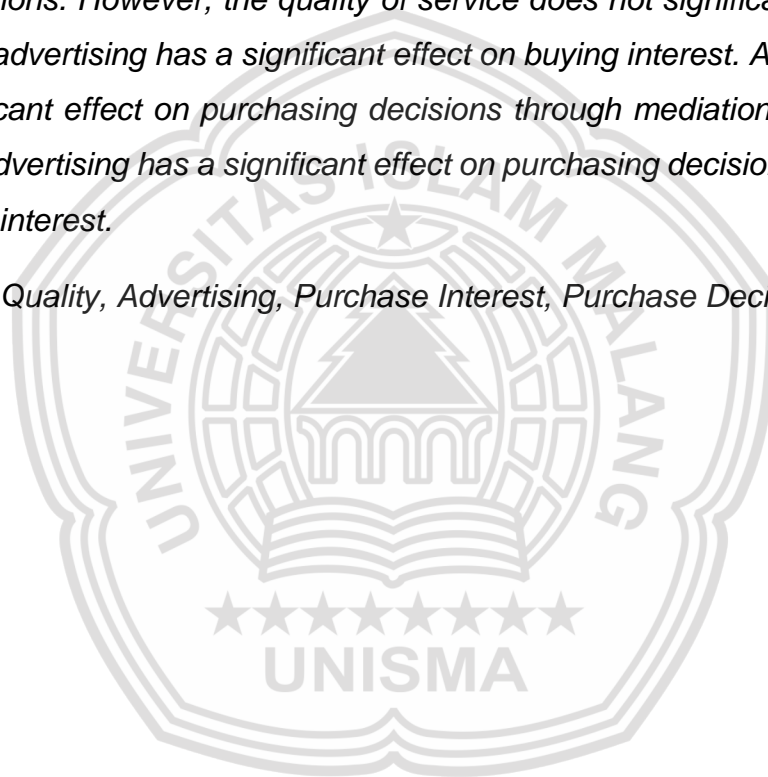 ions. However, the quality of service does not significa
advertising has a significant effect on buying interest. A
cant effect on purchasing decisions through mediation
dvertising has a significant effect on purchasing decision
interest.
Quality, Advertising, Purchase Interest, Purchase Deci
UNIVERSITAS ISLAM MALANG
UNISMA